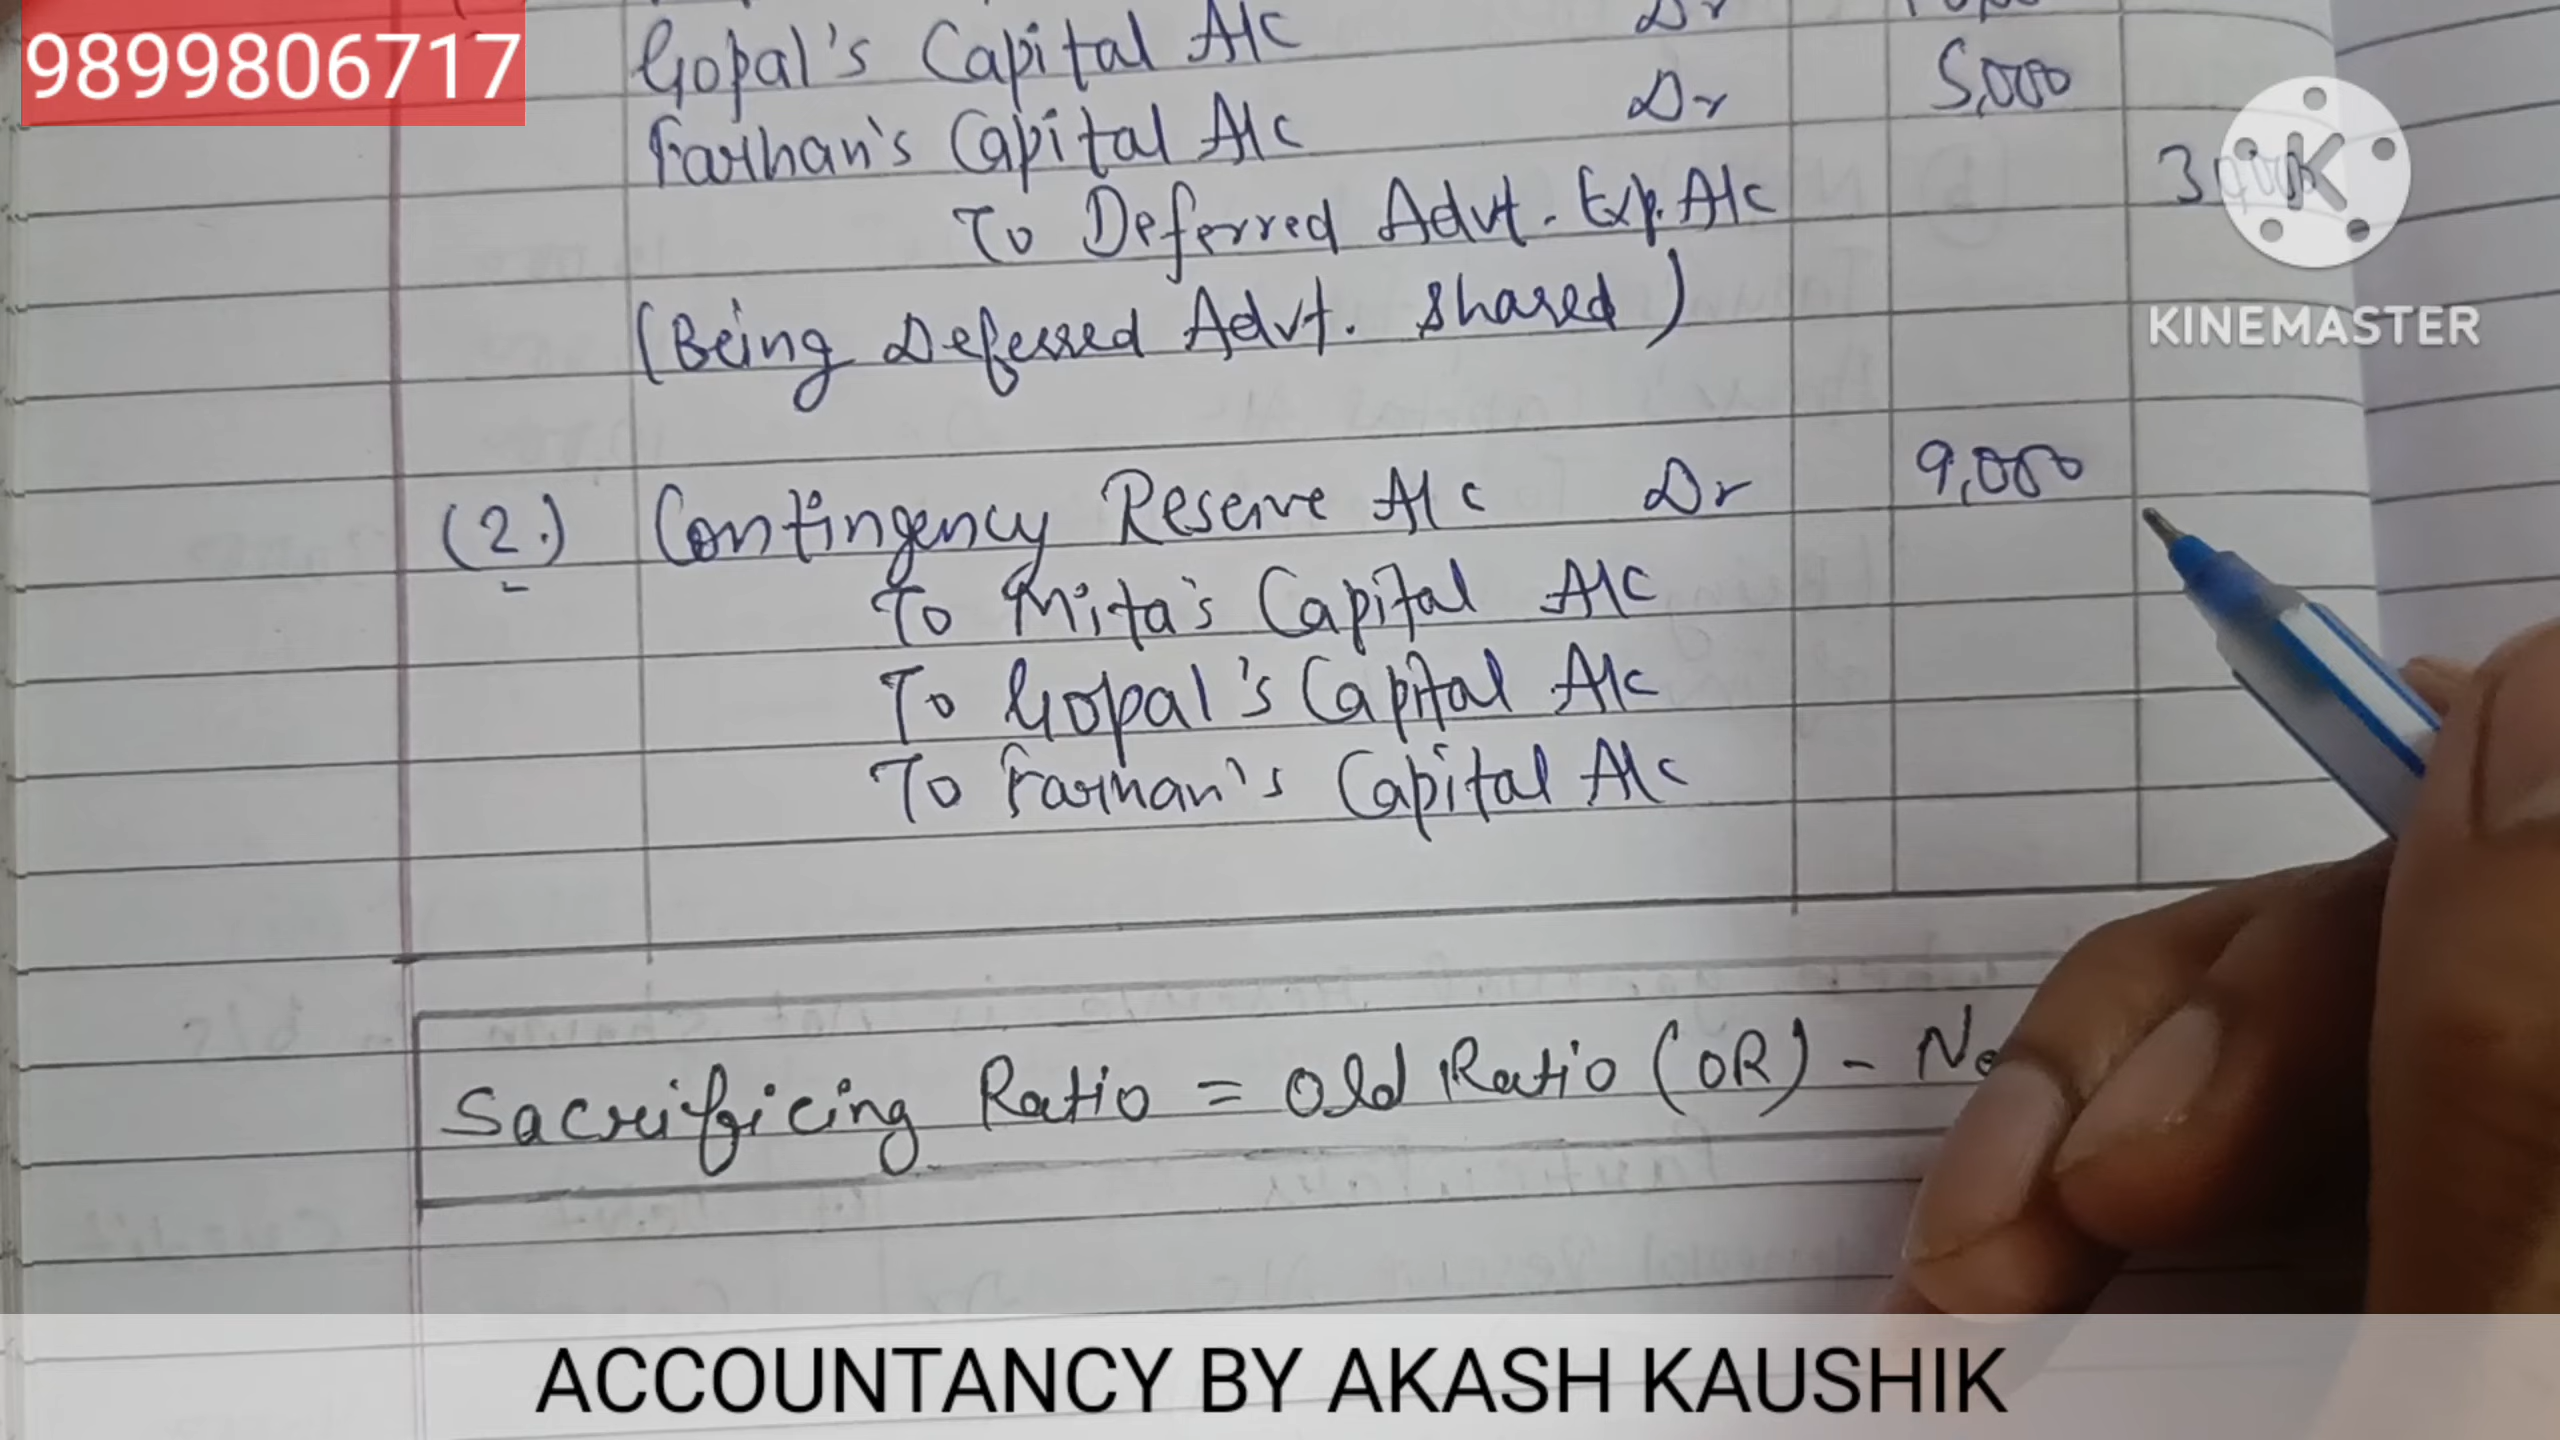 9899806717
Gopal's Capital A/c Dr
Farhan's Capital A/c Dr 5,000
To Deferred Advt. Exp. A/c
(Being Deferred Advt. Shared)
KINEMASTER
(2.) Contingency Reserve A/c Dr 9,000
To Mita's Capital A/c
To Gopal's Capital A/c
To Farhan's Capital A/c
Sacrificing Ratio = Old Ratio (OR) - Ne
ACCOUNTANCY BY AKASH KAUSHIK